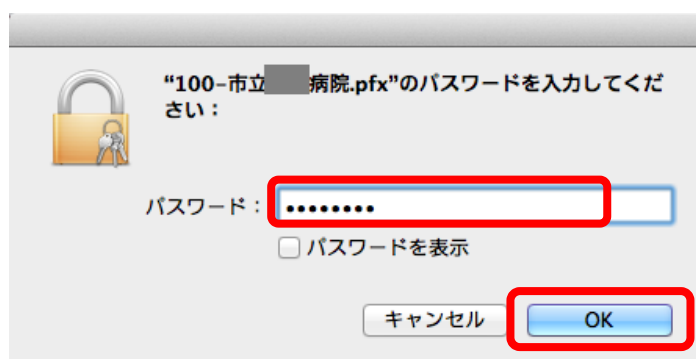 “100-市立 病院.pfx”のパスワードを入力してくだ
さい：
パスワード： ••••••••
パスワードを表示
キャンセル OK